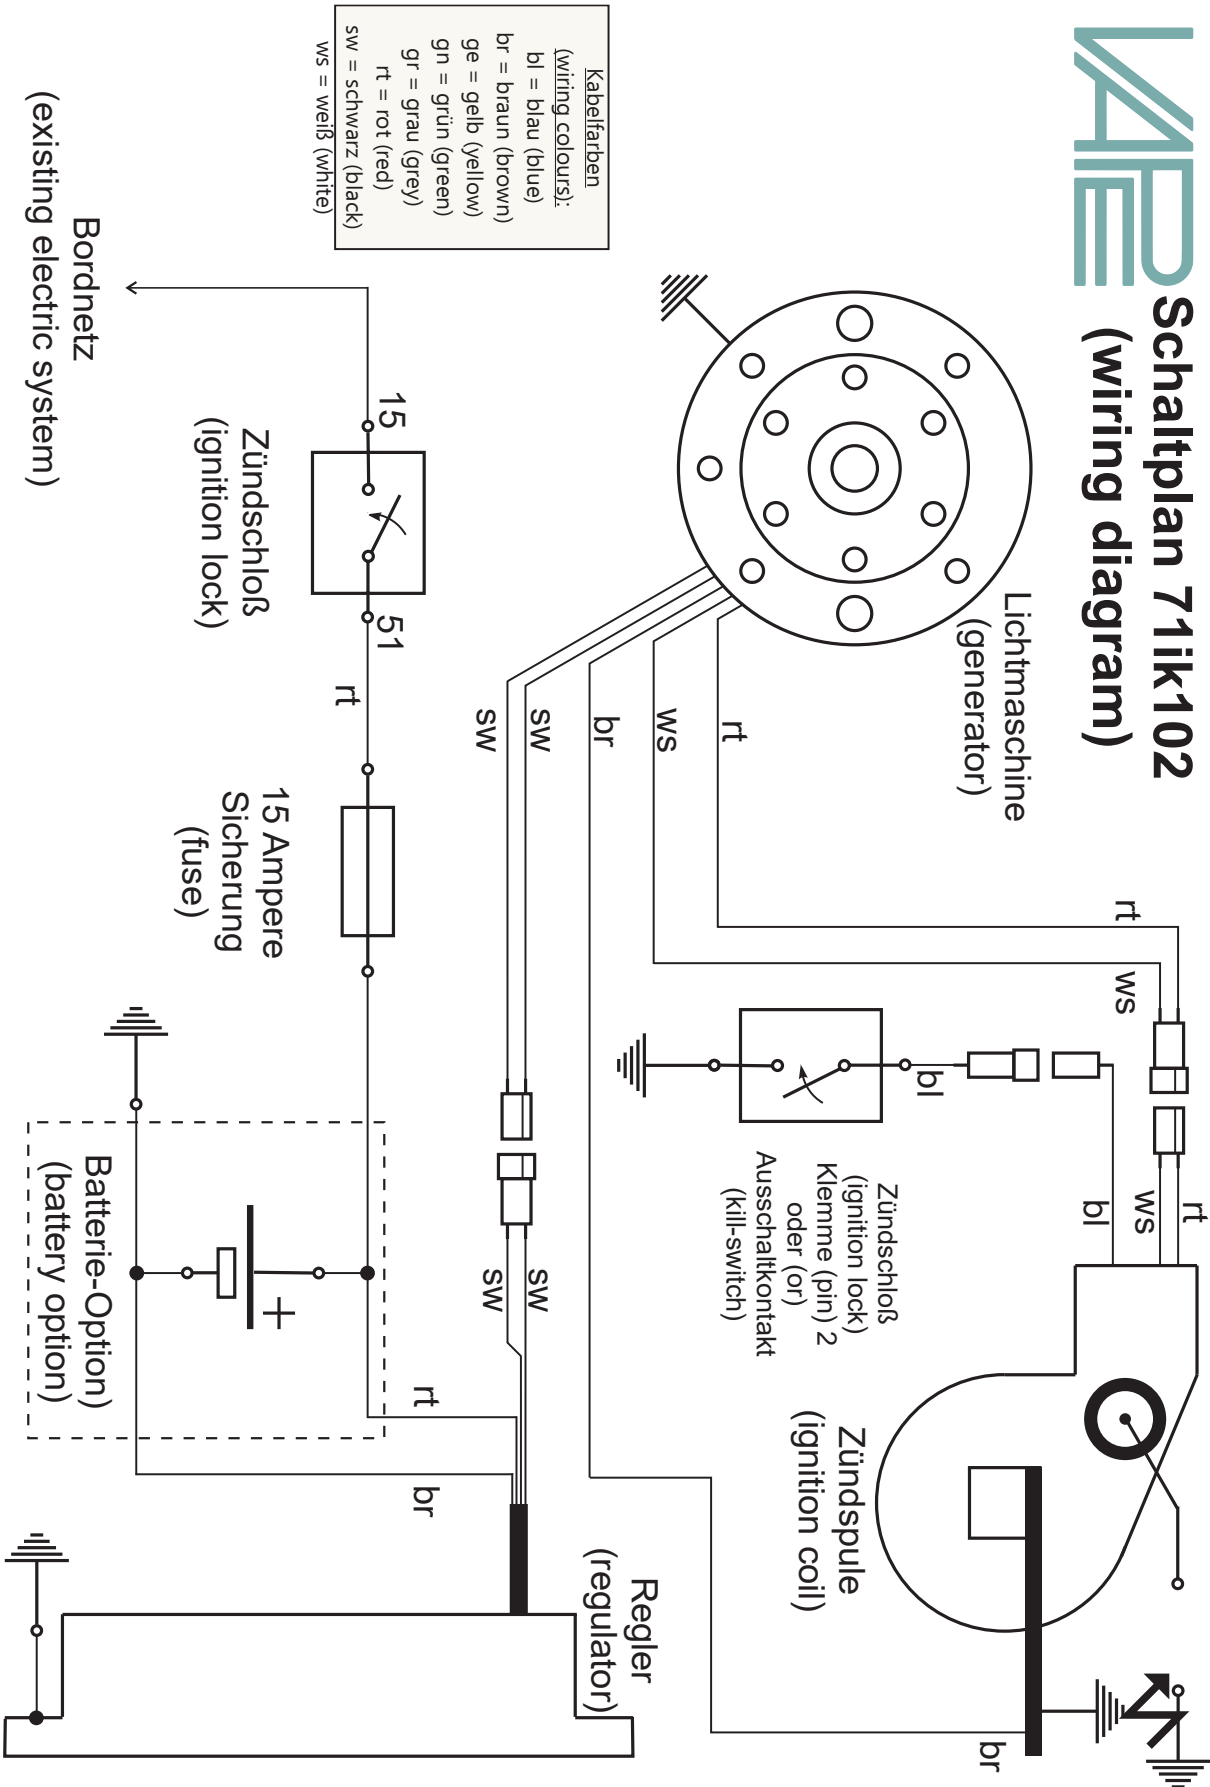 VAPE
Schaltplan 71ik102
(wiring diagram)
Kabelfarben
(wiring colours):
bl = blau (blue)
br = braun (brown)
ge = gelb (yellow)
gn = grün (green)
gr = grau (grey)
rt = rot (red)
sw = schwarz (black)
ws = weiß (white)
Lichtmaschine
(generator)
rt
ws
br
sw
sw
rt
ws
rt
ws
bl
bl
Zündschloß
(ignition lock)
Klemme (pin) 2
oder (or)
Ausschaltkontakt
(kill-switch)
Zündspule
(ignition coil)
br
sw
sw
Regler
(regulator)
rt
br
15
51
Zündschloß
(ignition lock)
rt
15 Ampere
Sicherung
(fuse)
+
Batterie-Option)
(battery option)
Bordnetz
(existing electric system)